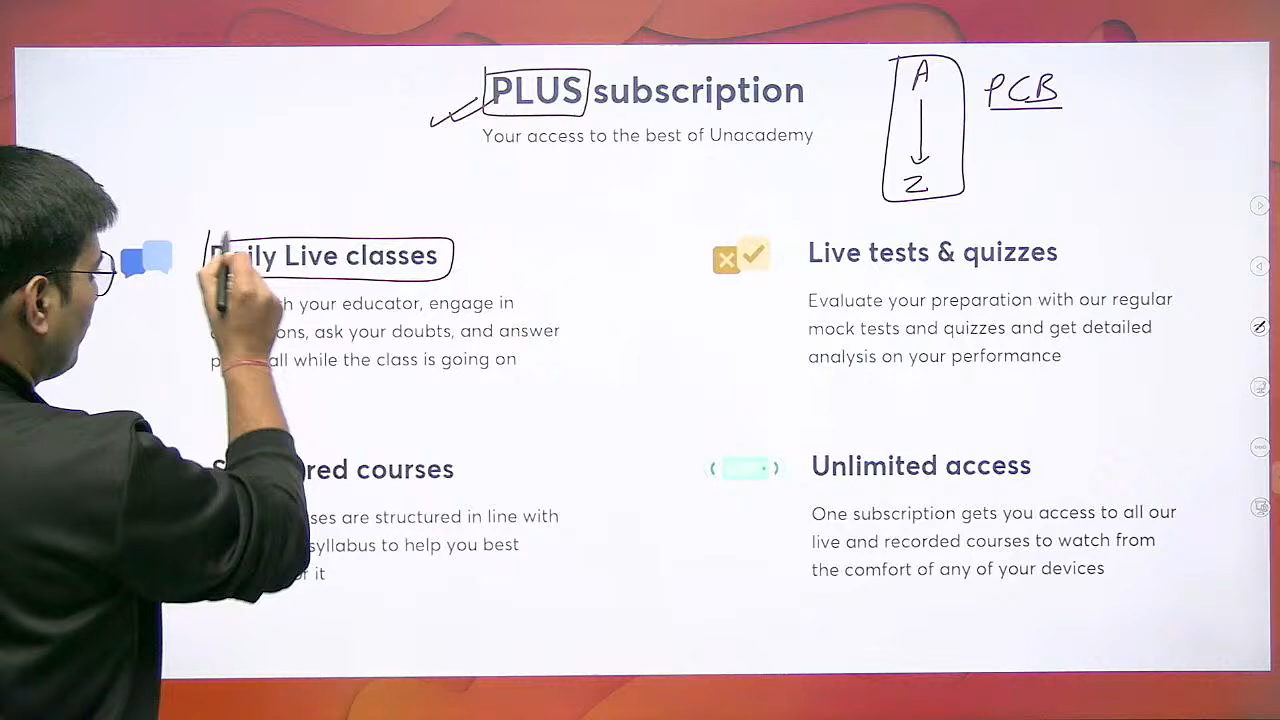 PLUS subscription
Your access to the best of Unacademy
A
Z
PCB
Daily Live classes
your educator, engage in
ask your doubts, and answer
all while the class is going on
Live tests & quizzes
Evaluate your preparation with our regular
mock tests and quizzes and get detailed
analysis on your performance
courses
are structured in line with
syllabus to help you best
it
Unlimited access
One subscription gets you access to all our
live and recorded courses to watch from
the comfort of any of your devices